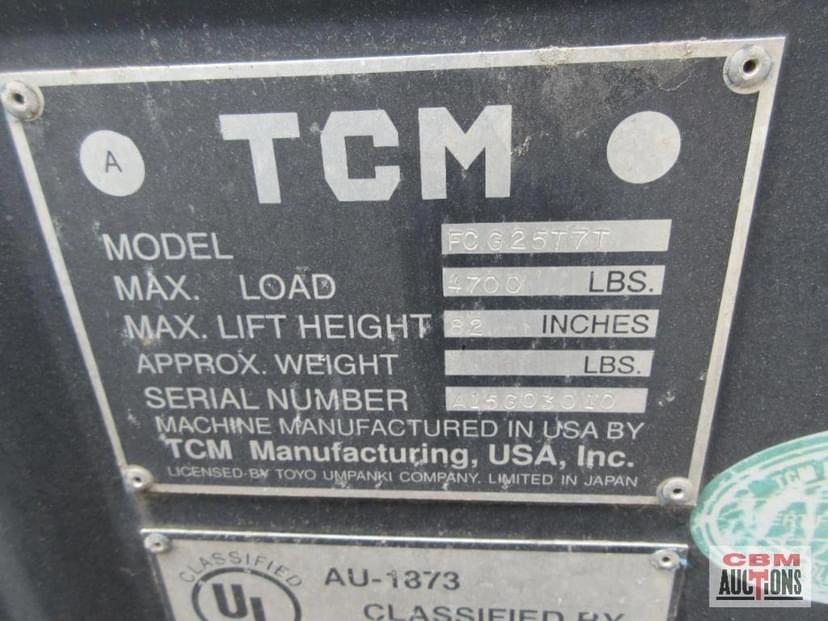 A TCM
MODEL FCG25T7T
MAX. LOAD 4700 LBS.
MAX. LIFT HEIGHT 82 INCHES
APPROX. WEIGHT LBS.
SERIAL NUMBER A15G03010
MACHINE MANUFACTURED IN USA BY
TCM Manufacturing, USA, Inc.
LICENSED BY TOYO UMPANKI COMPANY. LIMITED IN JAPAN
TCM
CLASSIFIED
UL
AU-1373
CLASSIFIED BY
CBM
AUCTIONS